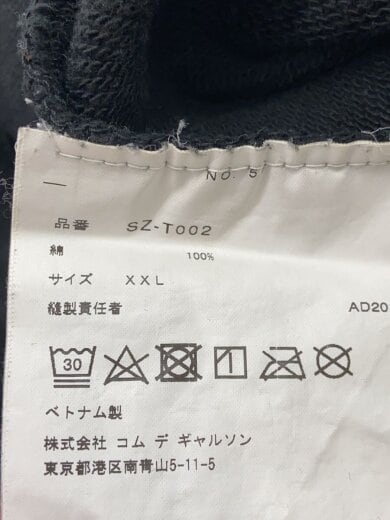 NO. 5
品番 SZ-T002
綿 100%
サイズ XXL
縫製責任者 AD20
30
ベトナム製
株式会社 コム デ ギャルソン
東京都港区南青山5-11-5